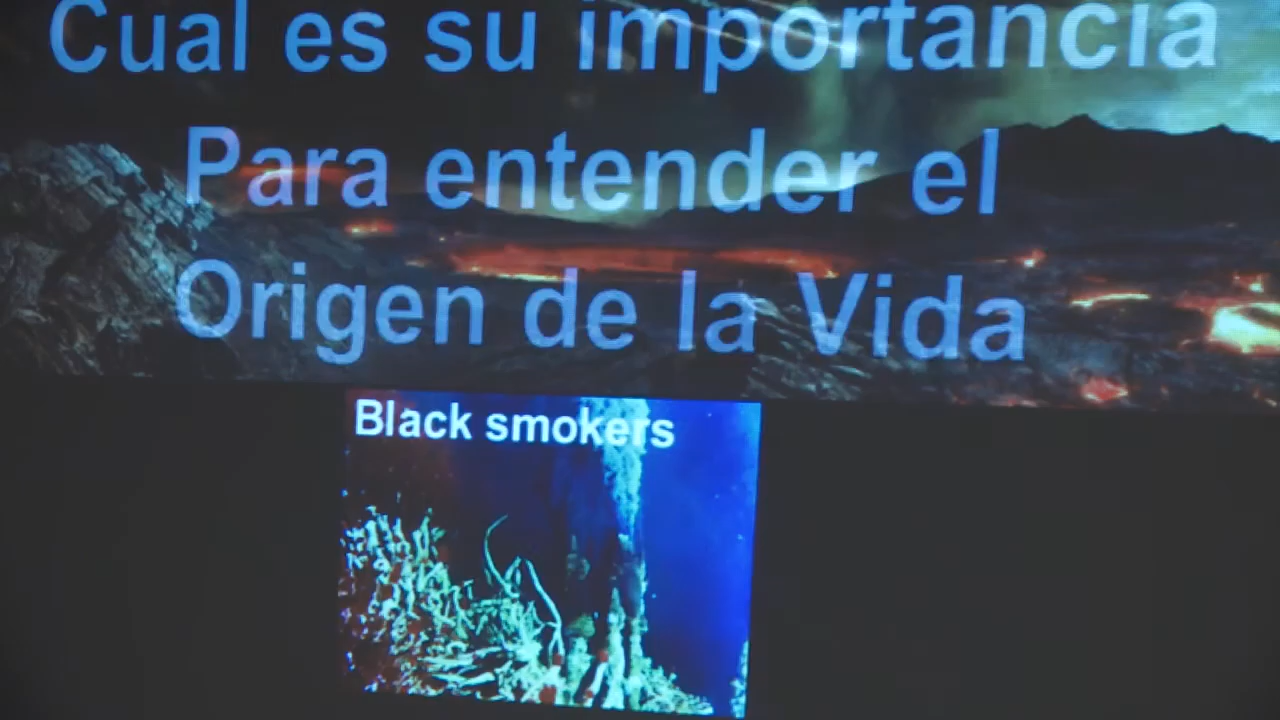 Cual es su importancia
Para entender el
Origen de la Vida
Black smokers